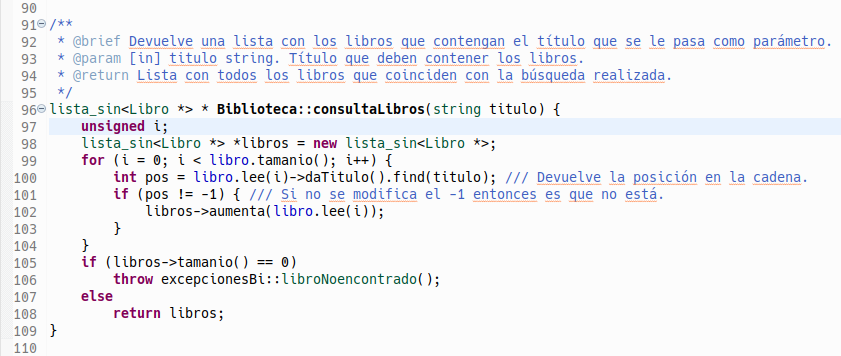 90
91 /**
92  * @brief Devuelve una lista con los libros que contengan el título que se le pasa como parámetro.
93  * @param [in] titulo string. Título que deben contener los libros.
94  * @return Lista con todos los libros que coinciden con la búsqueda realizada.
95  */
96 lista_sin<Libro *> * Biblioteca::consultaLibros(string titulo) {
97     unsigned i;
98     lista_sin<Libro *> *libros = new lista_sin<Libro *>;
99     for (i = 0; i < libro.tamanio(); i++) {
100         int pos = libro.lee(i)->daTitulo().find(titulo); /// Devuelve la posición en la cadena.
101         if (pos != -1) { /// Si no se modifica el -1 entonces es que no está.
102             libros->aumenta(libro.lee(i));
103         }
104     }
105     if (libros->tamanio() == 0)
106         throw excepcionesBi::libroNoencontrado();
107     else
108         return libros;
109 }
110